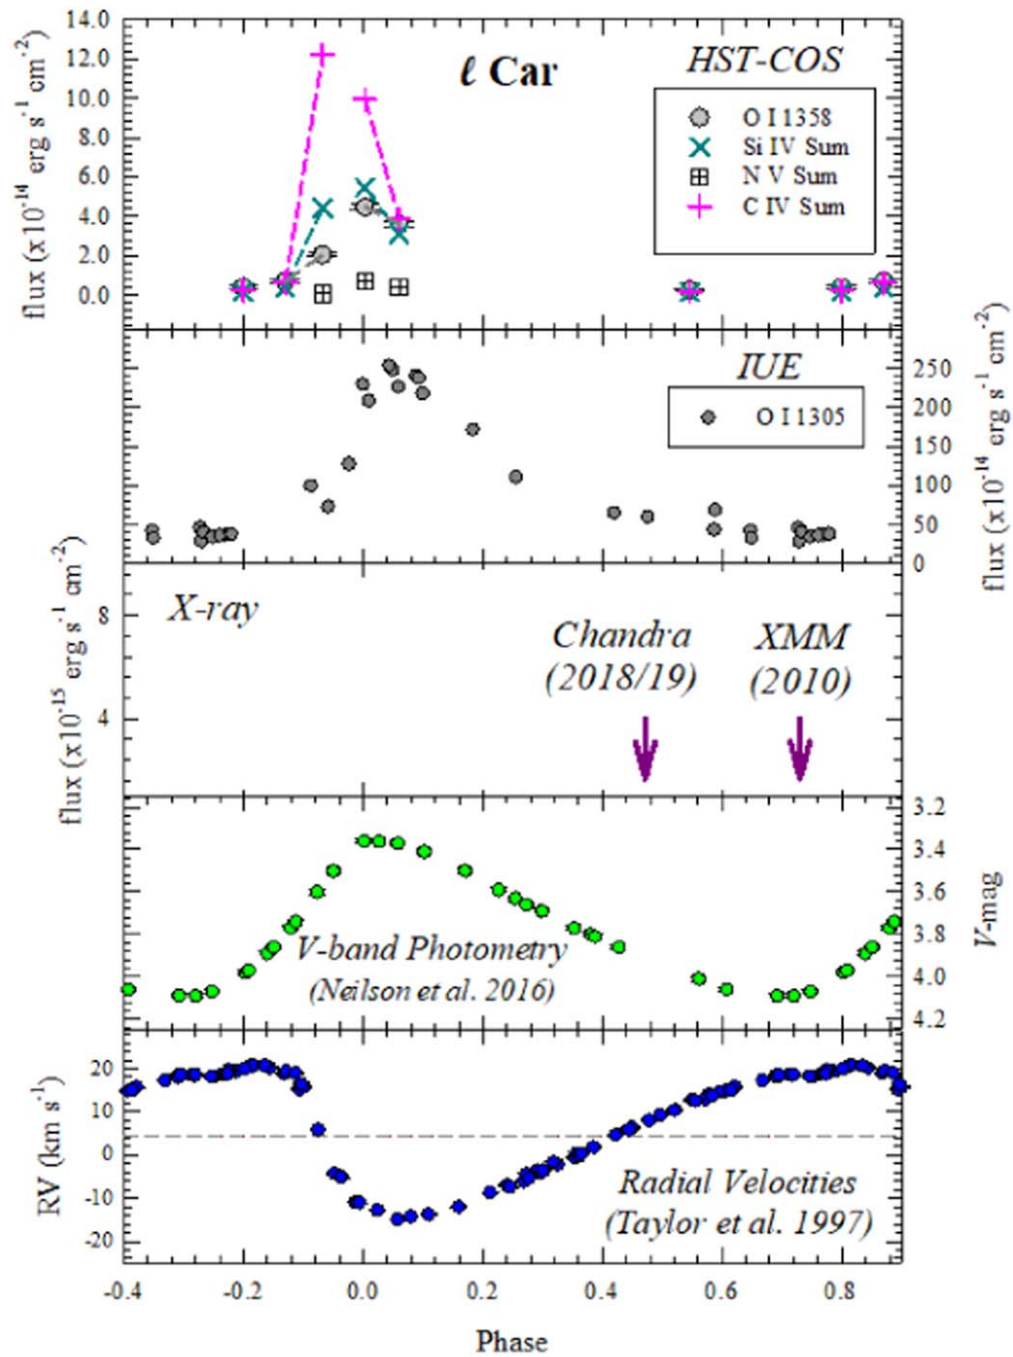 14.0
12.0
10.0
8.0
6.0
4.0
2.0
0.0
flux (x10⁻¹⁴ erg s⁻¹ cm⁻²)
ℓ Car
HST-COS
O I 1358
Si IV Sum
N V Sum
C IV Sum
IUE
O I 1305
250
200
150
100
50
0
flux (x10⁻¹⁴ erg s⁻¹ cm⁻²)
X-ray
8
4
flux (x10⁻¹⁵ erg s⁻¹ cm⁻²)
Chandra
(2018/19)
XMM
(2010)
3.2
3.4
3.6
3.8
4.0
4.2
V-mag
V-band Photometry
(Neilson et al. 2016)
20
10
0
-10
-20
RV (km s⁻¹)
Radial Velocities
(Taylor et al. 1997)
-0.4 -0.2 0.0 0.2 0.4 0.6 0.8
Phase